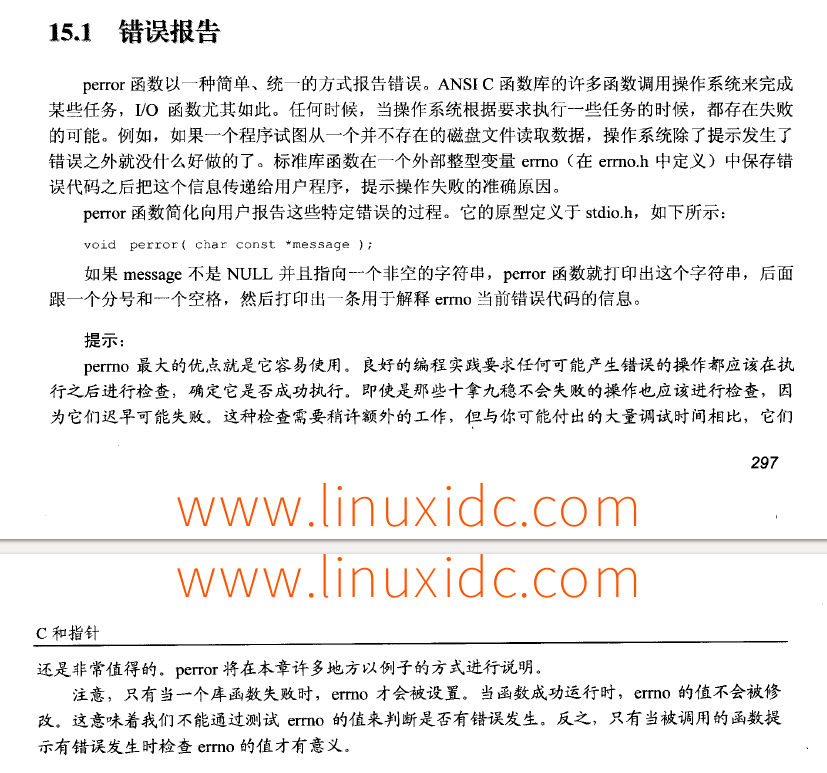 15.1 错误报告
perror 函数以一种简单、统一的方式报告错误。ANSI C 函数库的许多函数调用操作系统来完成
某些任务，I/O 函数尤其如此。任何时候，当操作系统根据要求执行一些任务的时候，都存在失败
的可能。例如，如果一个程序试图从一个并不存在的磁盘文件读取数据，操作系统除了提示发生了
错误之外就没什么好做的了。标准库函数在一个外部整型变量 errno（在 errno.h 中定义）中保存错
误代码之后把这个信息传递给用户程序，提示操作失败的准确原因。
perror 函数简化向用户报告这些特定错误的过程。它的原型定义于 stdio.h，如下所示：
void perror( char const *message );
如果 message 不是 NULL 并且指向一个非空的字符串，perror 函数就打印出这个字符串，后面
跟一个分号和一个空格，然后打印出一条用于解释 errno 当前错误代码的信息。
提示：
perrno 最大的优点就是它容易使用。良好的编程实践要求任何可能产生错误的操作都应该在执
行之后进行检查，确定它是否成功执行。即使是那些十拿九稳不会失败的操作也应该进行检查，因
为它们迟早可能失败。这种检查需要稍许额外的工作，但与你可能付出的大量调试时间相比，它们
297
www.linuxidc.com
www.linuxidc.com
C 和指针
还是非常值得的。perror 将在本章许多地方以例子的方式进行说明。
注意，只有当一个库函数失败时，errno 才会被设置。当函数成功运行时，errno 的值不会被修
改。这意味着我们不能通过测试 errno 的值来判断是否有错误发生。反之，只有当被调用的函数提
示有错误发生时检查 errno 的值才有意义。